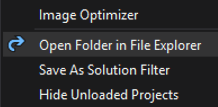 Image Optimizer
Open Folder in File Explorer
Save As Solution Filter
Hide Unloaded Projects